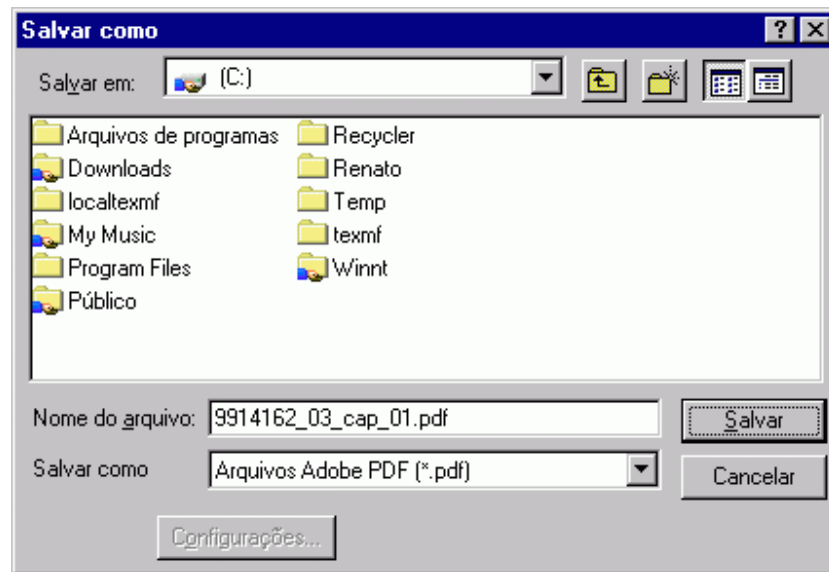 Salvar como
Salvar em: (C:)
Arquivos de programas Recycler
Downloads Renato
localtexmf Temp
My Music texmf
Program Files Winnt
Público
Nome do arquivo: 9914162_03_cap_01.pdf Salvar
Salvar como Arquivos Adobe PDF (*.pdf) Cancelar
Configurações...